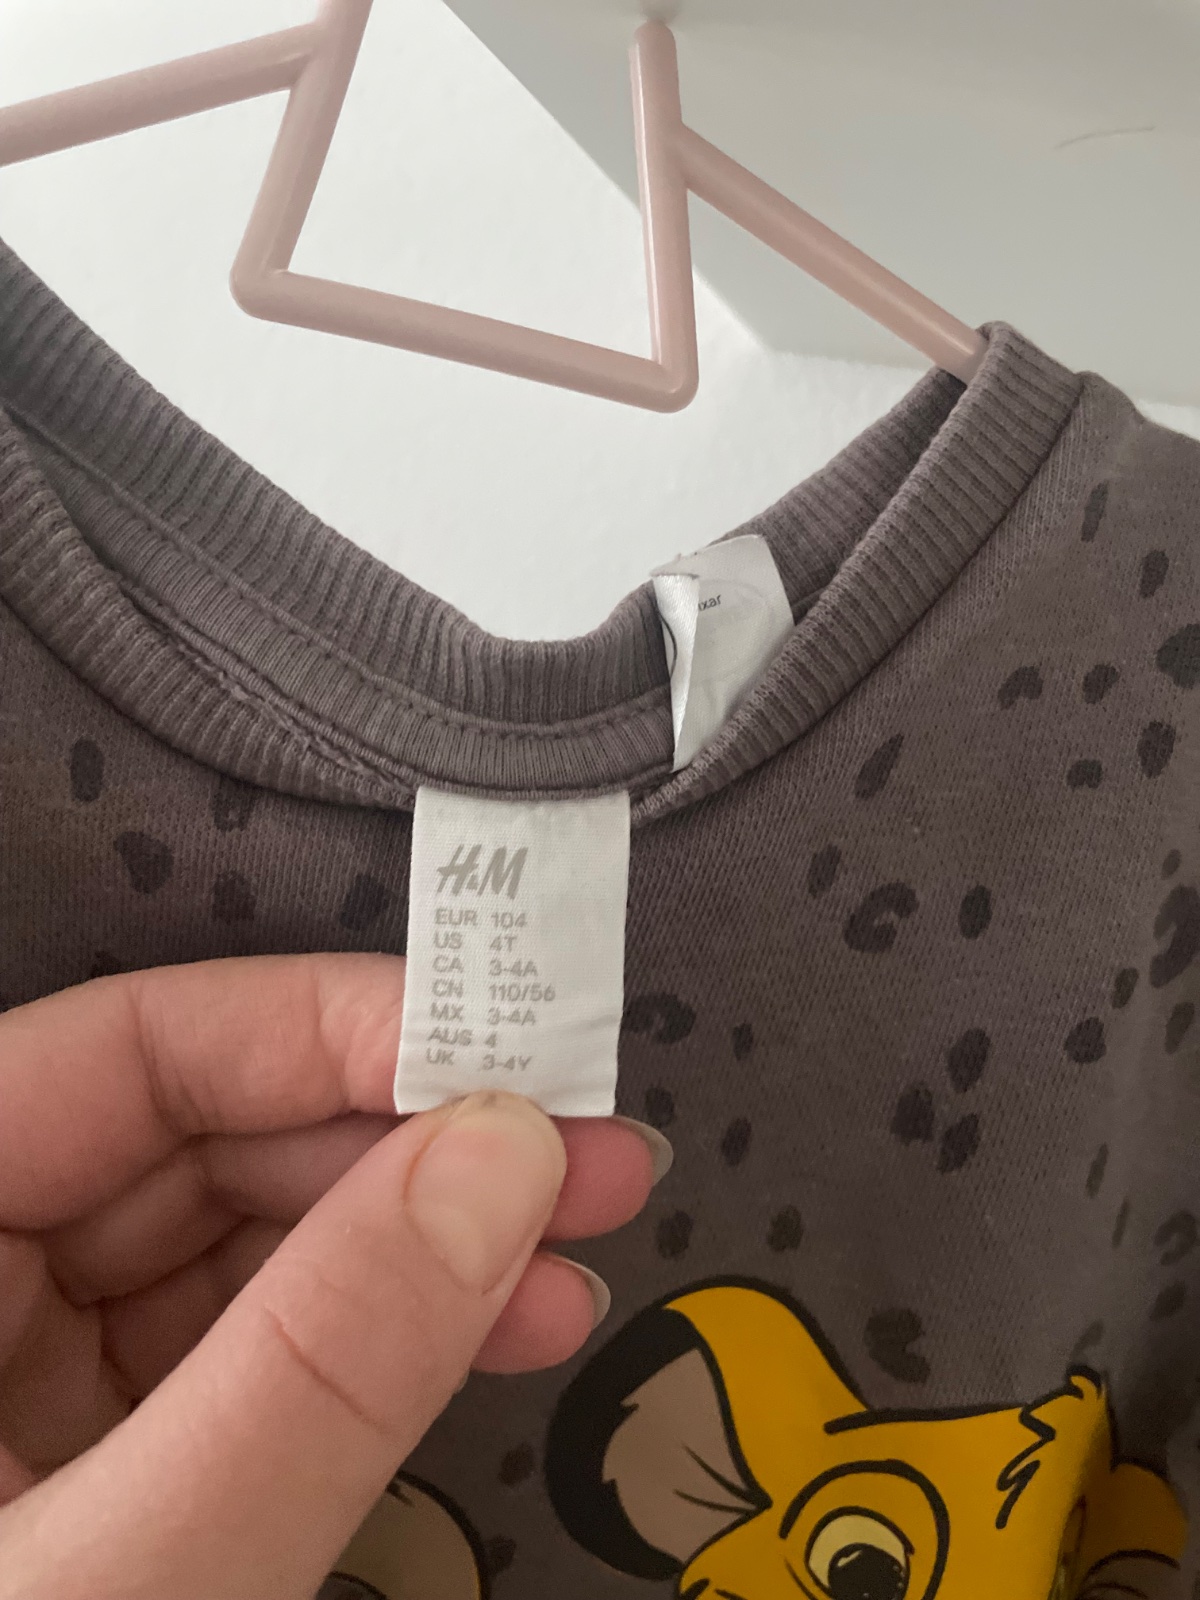 H&M
EUR 104
US 4T
CA 3-4A
CN 110/56
MX 3-4A
AUS 4
UK 3-4Y